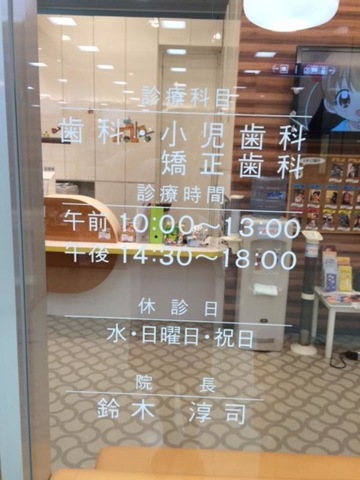 診療科目
歯科・小児歯科
矯正歯科
診療時間
午前 10:00〜13:00
午後 14:30〜18:00
休診日
水・日曜日・祝日
院長
鈴木 淳司